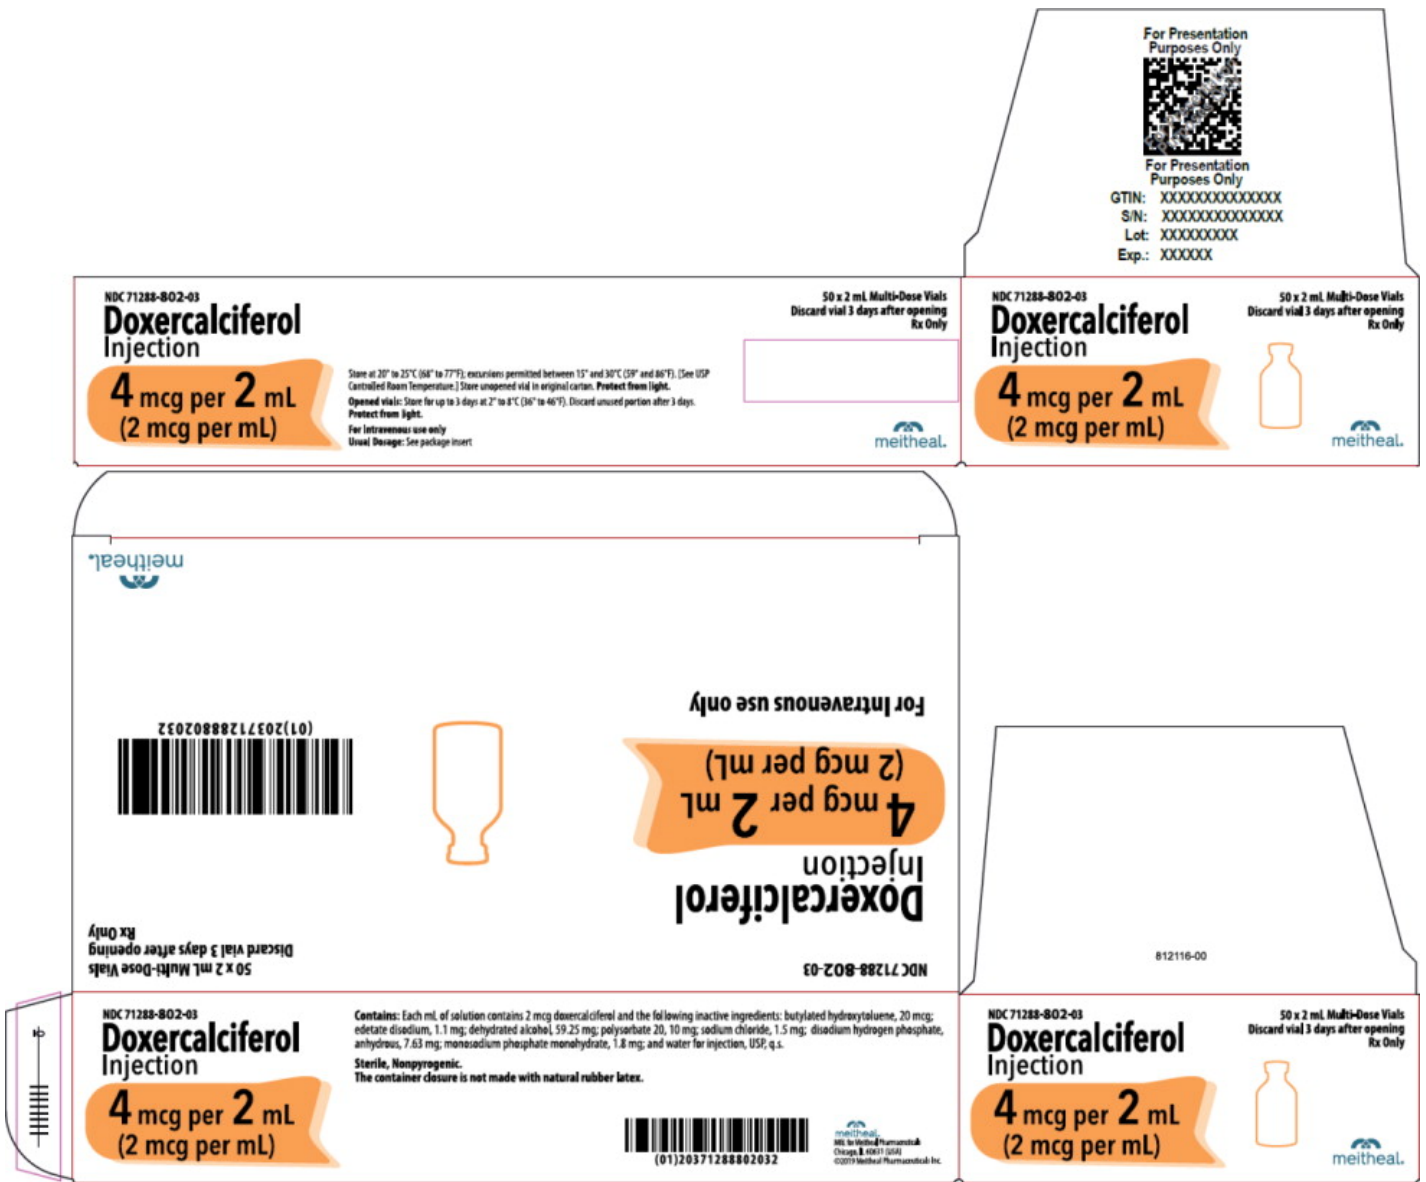 For Presentation
Purposes Only
For Presentation
Purposes Only
GTIN: XXXXXXXXXXXXXX
S/N: XXXXXXXXXXXXXX
Lot: XXXXXXXXX
Exp.: XXXXXX
NDC 71288-802-03
Doxercalciferol
Injection
4 mcg per 2 mL
(2 mcg per mL)
Store at 20° to 25°C (68° to 77°F); excursions permitted between 15° and 30°C (59° and 86°F). [See USP
Controlled Room Temperature.] Store unopened vial in original carton. Protect from light.
Opened vials: Store for up to 3 days at 2° to 8°C (36° to 46°F). Discard unused portion after 3 days.
Protect from light.
For Intravenous use only
Usual Dosage: See package insert
50 x 2 mL Multi-Dose Vials
Discard vial 3 days after opening
Rx Only
meitheal.
NDC 71288-802-03
Doxercalciferol
Injection
4 mcg per 2 mL
(2 mcg per mL)
50 x 2 mL Multi-Dose Vials
Discard vial 3 days after opening
Rx Only
meitheal.
NDC 71288-802-03
Doxercalciferol
Injection
4 mcg per 2 mL
(2 mcg per mL)
For Intravenous use only
50 x 2 mL Multi-Dose Vials
Discard vial 3 days after opening
Rx Only
(01)20371288802032
meitheal.
812116-00
NDC 71288-802-03
Doxercalciferol
Injection
4 mcg per 2 mL
(2 mcg per mL)
Contains: Each mL of solution contains 2 mcg doxercalciferol and the following inactive ingredients: butylated hydroxytoluene, 20 mcg;
edetate disodium, 1.1 mg; dehydrated alcohol, 59.25 mg; polysorbate 20, 10 mg; sodium chloride, 1.5 mg; disodium hydrogen phosphate,
anhydrous, 7.63 mg; monosodium phosphate monohydrate, 1.8 mg; and water for injection, USP, q.s.
Sterile, Nonpyrogenic.
The container closure is not made with natural rubber latex.
(01)20371288802032
meitheal.
Mfd. for Meitheal Pharmaceuticals
Chicago, IL 60631 (USA)
©2019 Meitheal Pharmaceuticals Inc.
NDC 71288-802-03
Doxercalciferol
Injection
4 mcg per 2 mL
(2 mcg per mL)
50 x 2 mL Multi-Dose Vials
Discard vial 3 days after opening
Rx Only
meitheal.